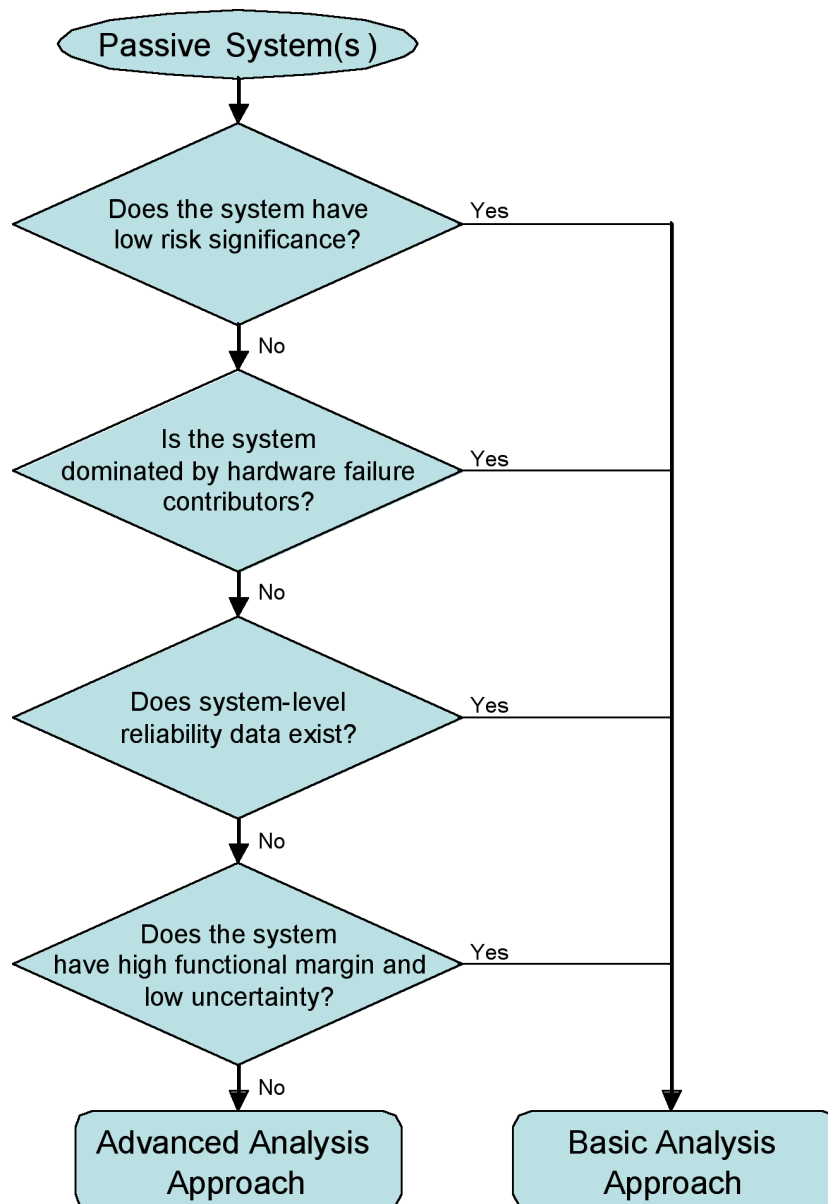 Passive System(s )
Does the system have
low risk significance?
Yes
No
Is the system
dominated by hardware failure
contributors?
Yes
No
Does system-level
reliability data exist?
Yes
No
Does the system
have high functional margin and
low uncertainty?
Yes
No
Advanced Analysis
Approach
Basic Analysis
Approach